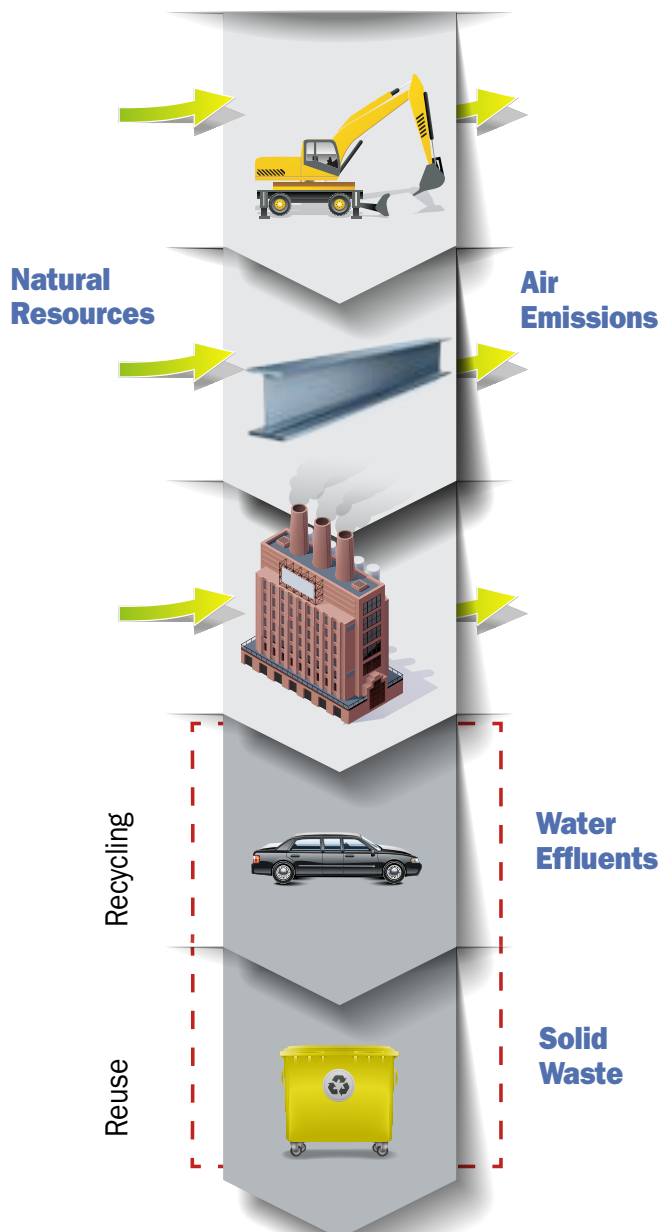 Natural
Resources
Air
Emissions
Recycling
Water
Effluents
Reuse
Solid
Waste